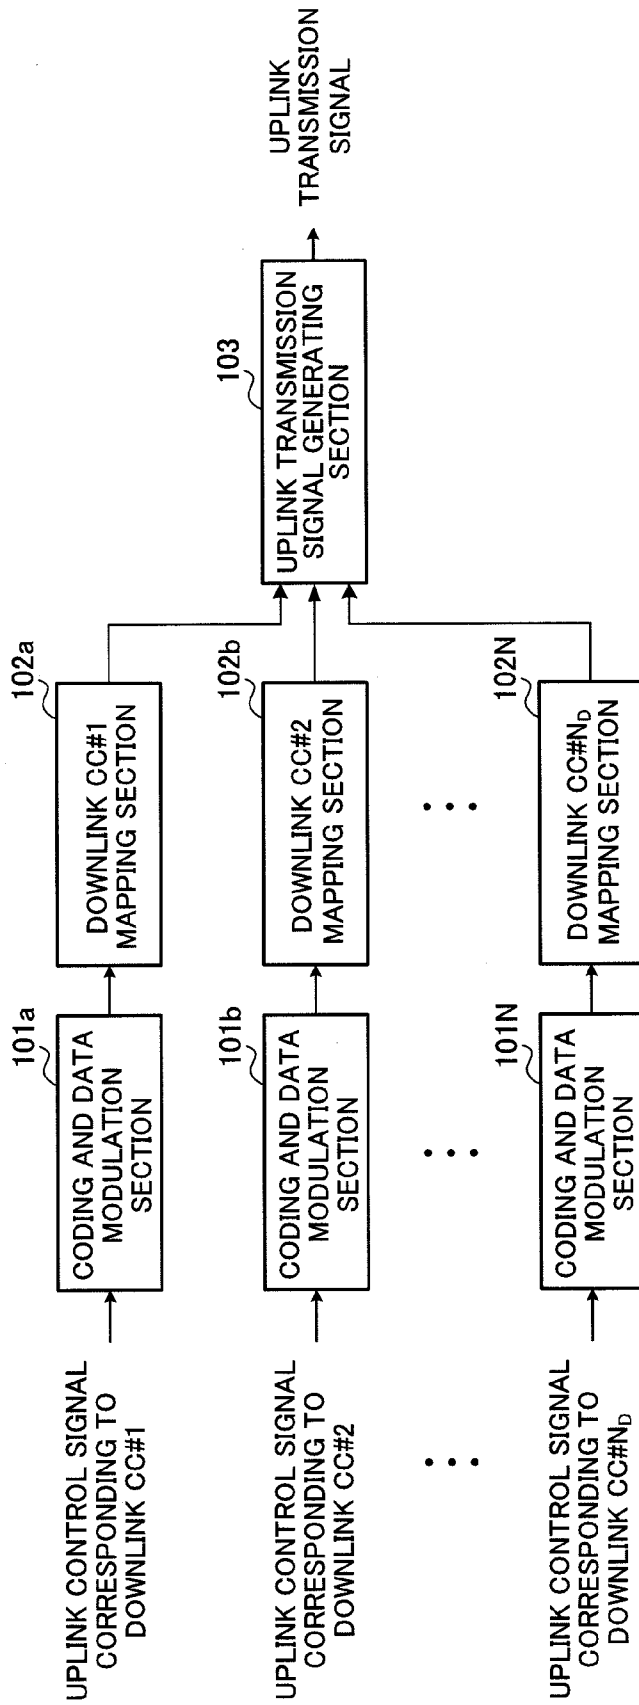 UPLINK CONTROL SIGNAL
CORRESPONDING TO
DOWNLINK CC#1
101a
CODING AND DATA
MODULATION
SECTION
102a
DOWNLINK CC#1
MAPPING SECTION
UPLINK CONTROL SIGNAL
CORRESPONDING TO
DOWNLINK CC#2
101b
CODING AND DATA
MODULATION
SECTION
102b
DOWNLINK CC#2
MAPPING SECTION
103
UPLINK TRANSMISSION
SIGNAL GENERATING
SECTION
UPLINK
TRANSMISSION
SIGNAL
UPLINK CONTROL SIGNAL
CORRESPONDING TO
DOWNLINK CC#ND
101N
CODING AND DATA
MODULATION
SECTION
102N
DOWNLINK CC#ND
MAPPING SECTION